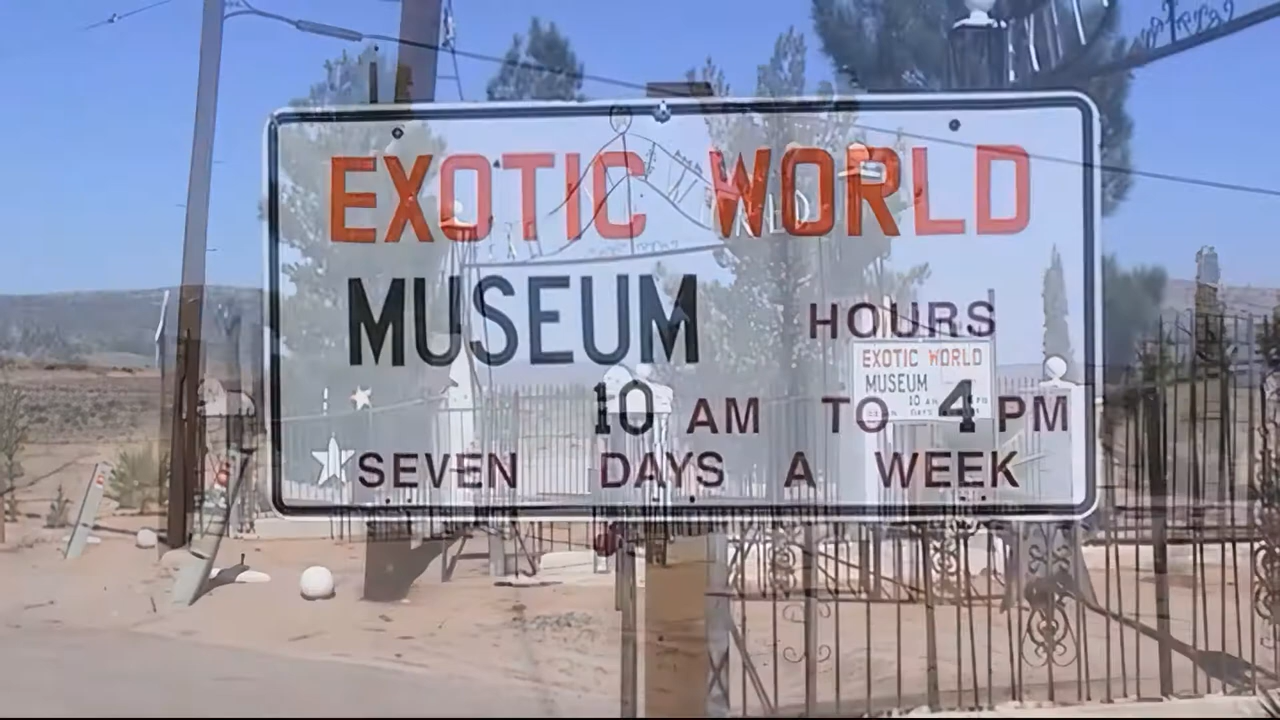 EXOTIC WORLD
MUSEUM HOURS
10 AM TO 4 PM
SEVEN DAYS A WEEK
EXOTIC WORLD
MUSEUM